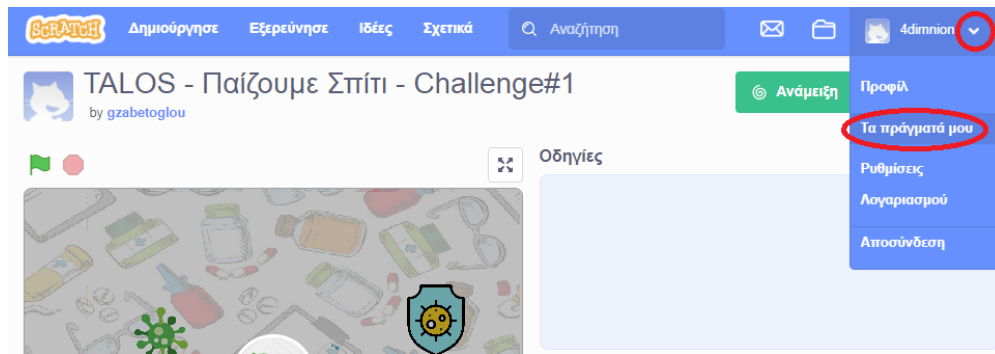 SCRATCH Δημιούργησε Εξερεύνησε Ιδέες Σχετικά Αναζήτηση 4dimnion
TALOS - Παίζουμε Σπίτι - Challenge#1
by gzabetoglou
Ανάμειξη
Προφίλ
Τα πράγματά μου
Ρυθμίσεις
Λογαριασμού
Αποσύνδεση
Οδηγίες